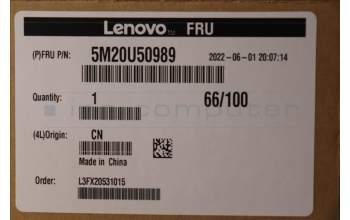 Lenovo™ FRU
(P)FRU P/N: 5M20U50989 2022-06-01 20:07:14
Quantity: 1 66/100
(4L)Origin: CN
Made in China
Order: L3FX20531015